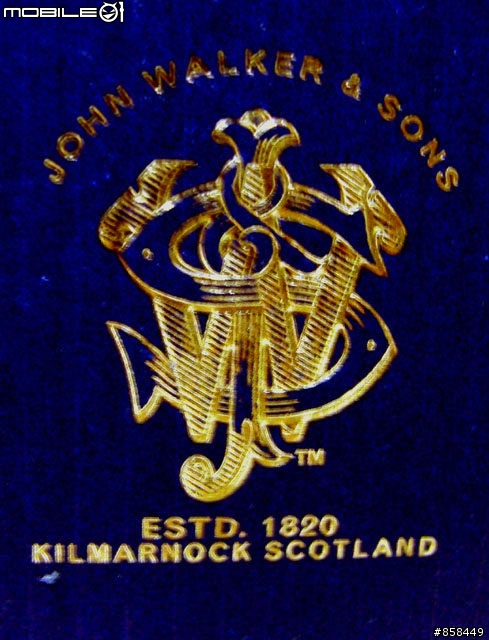 MOBILE01
JOHN WALKER & SONS
TM
ESTD. 1820
KILMARNOCK SCOTLAND
#858449